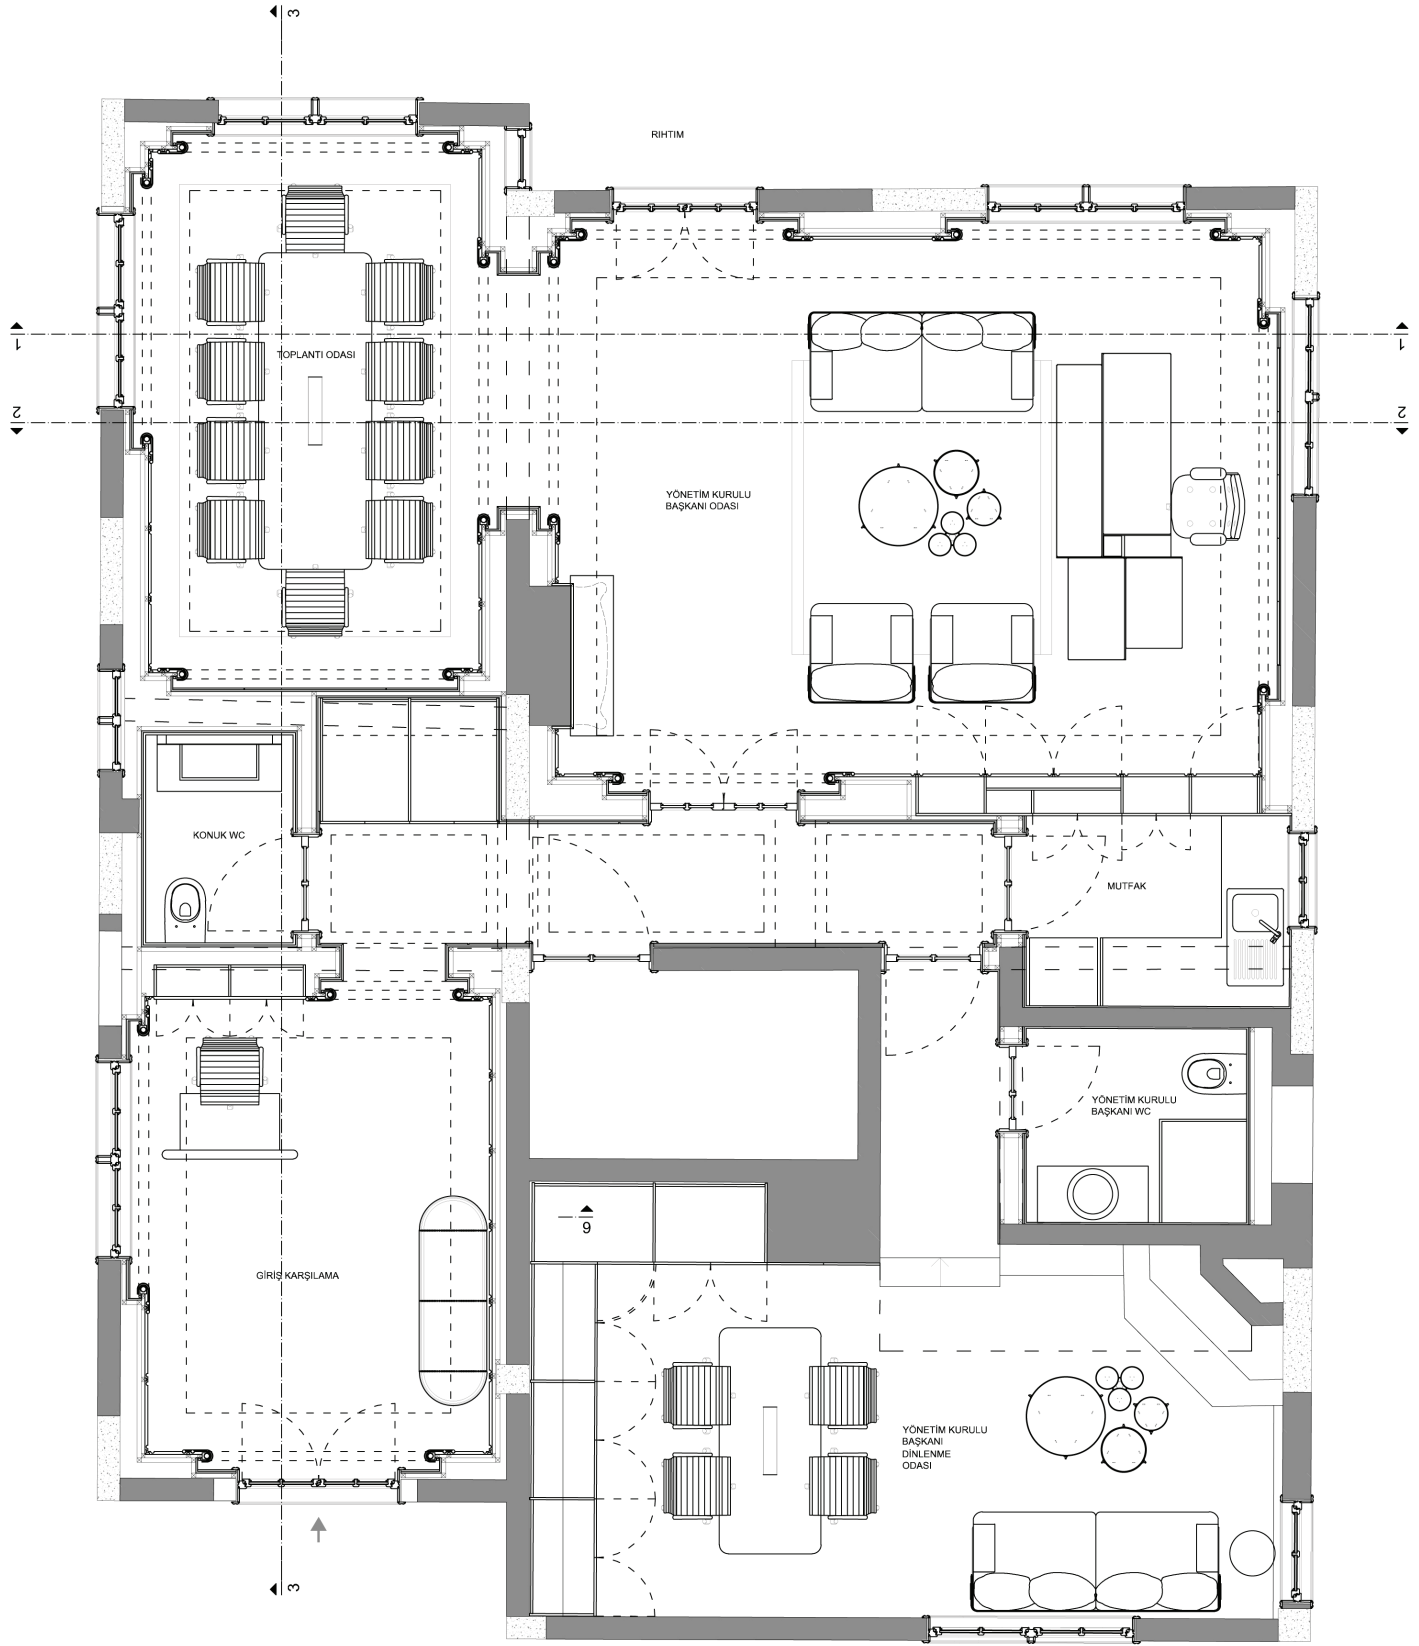 3
RIHTIM
1
1
TOPLANTI ODASI
2
2
YÖNETİM KURULU
BAŞKANI ODASI
KONUK WC
MUTFAK
YÖNETİM KURULU
BAŞKANI WC
6
GİRİŞ KARŞILAMA
YÖNETİM KURULU
BAŞKANI
DİNLENME
ODASI
3